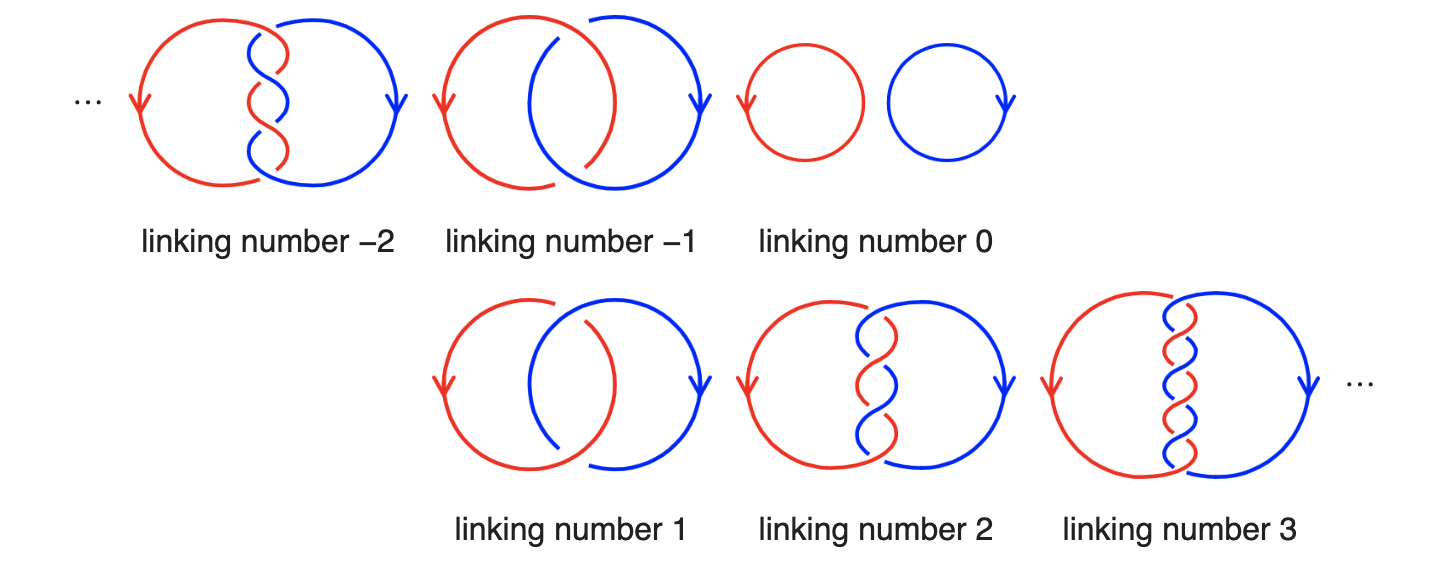 ...
linking number −2
linking number −1
linking number 0
linking number 1
linking number 2
linking number 3
...